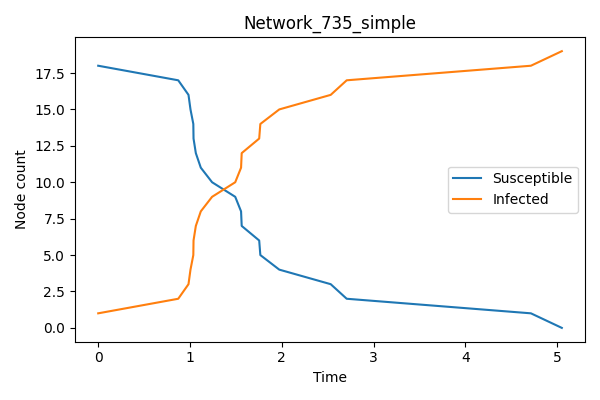 Network_735_simple
17.5
15.0
12.5
10.0
7.5
5.0
2.5
0.0
Node count
Susceptible
Infected
0 1 2 3 4 5
Time